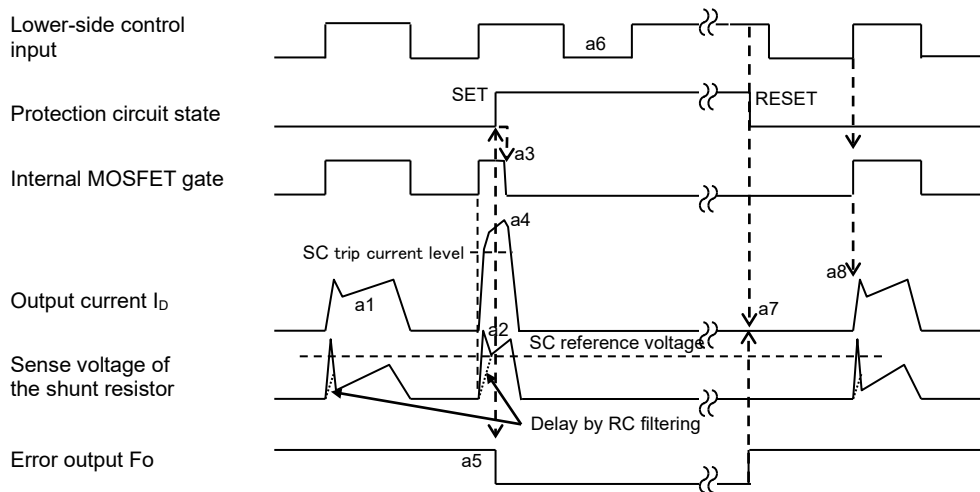 Lower-side control
input
a6
SET
RESET
Protection circuit state
a3
Internal MOSFET gate
a4
SC trip current level
a8
Output current ID
a1
a7
a2
SC reference voltage
Sense voltage of
the shunt resistor
Delay by RC filtering
Error output Fo
a5